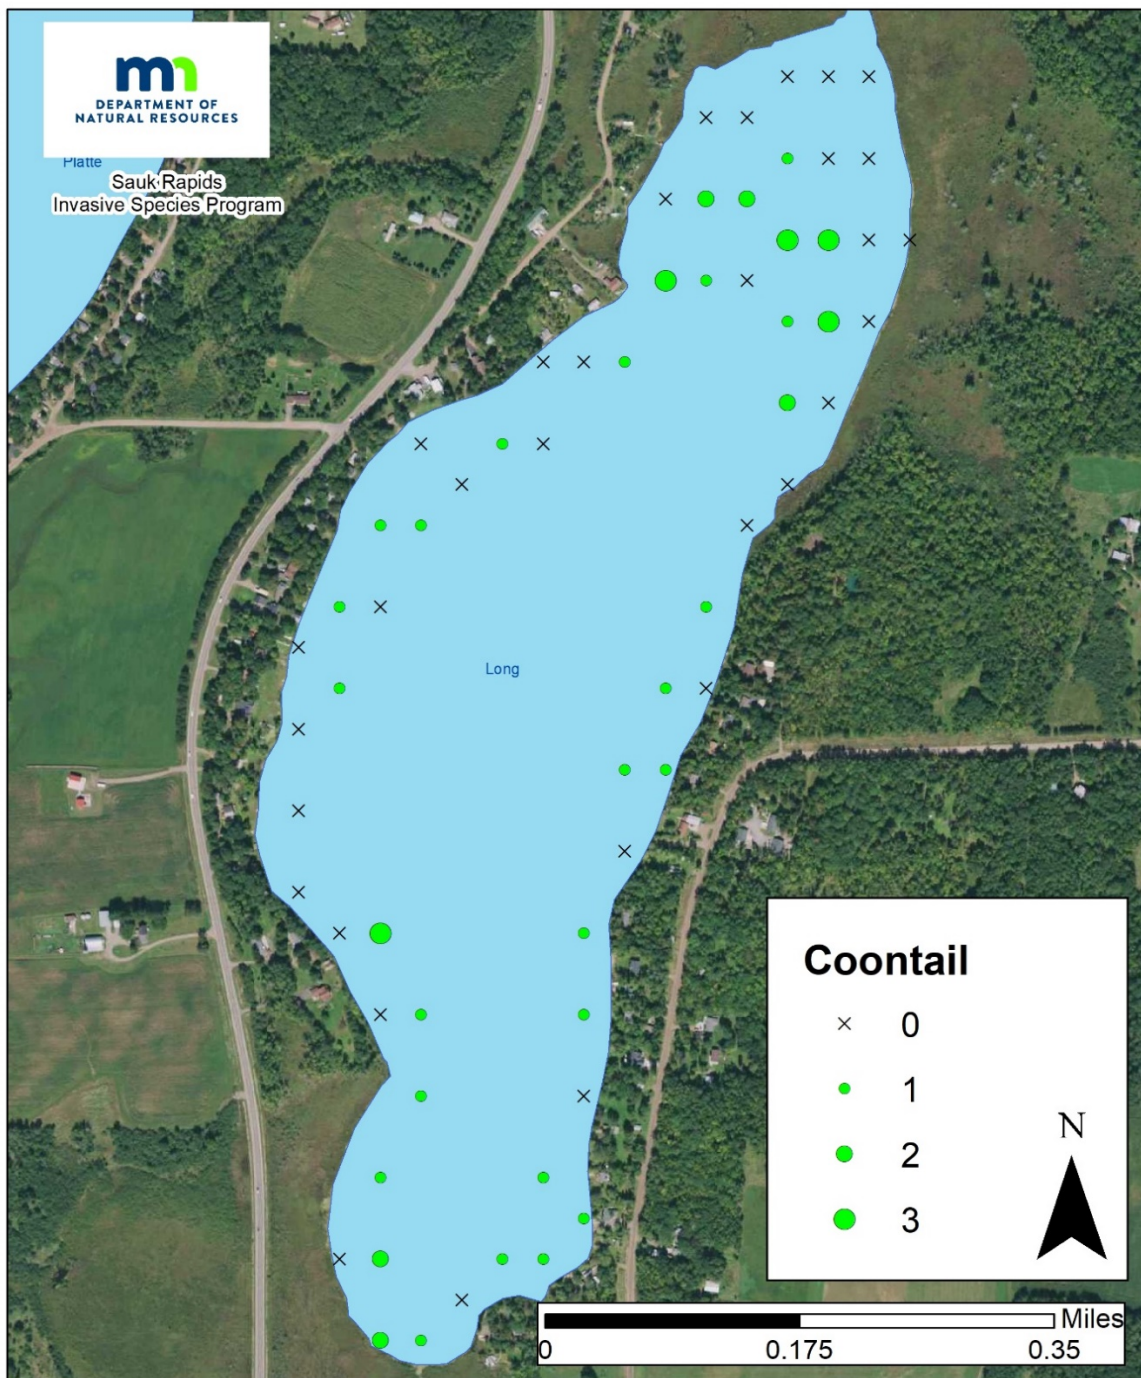 mn
DEPARTMENT OF
NATURAL RESOURCES
Platte
Sauk Rapids
Invasive Species Program
Long
Coontail
0
1
2
3
N
Miles
0 0.175 0.35